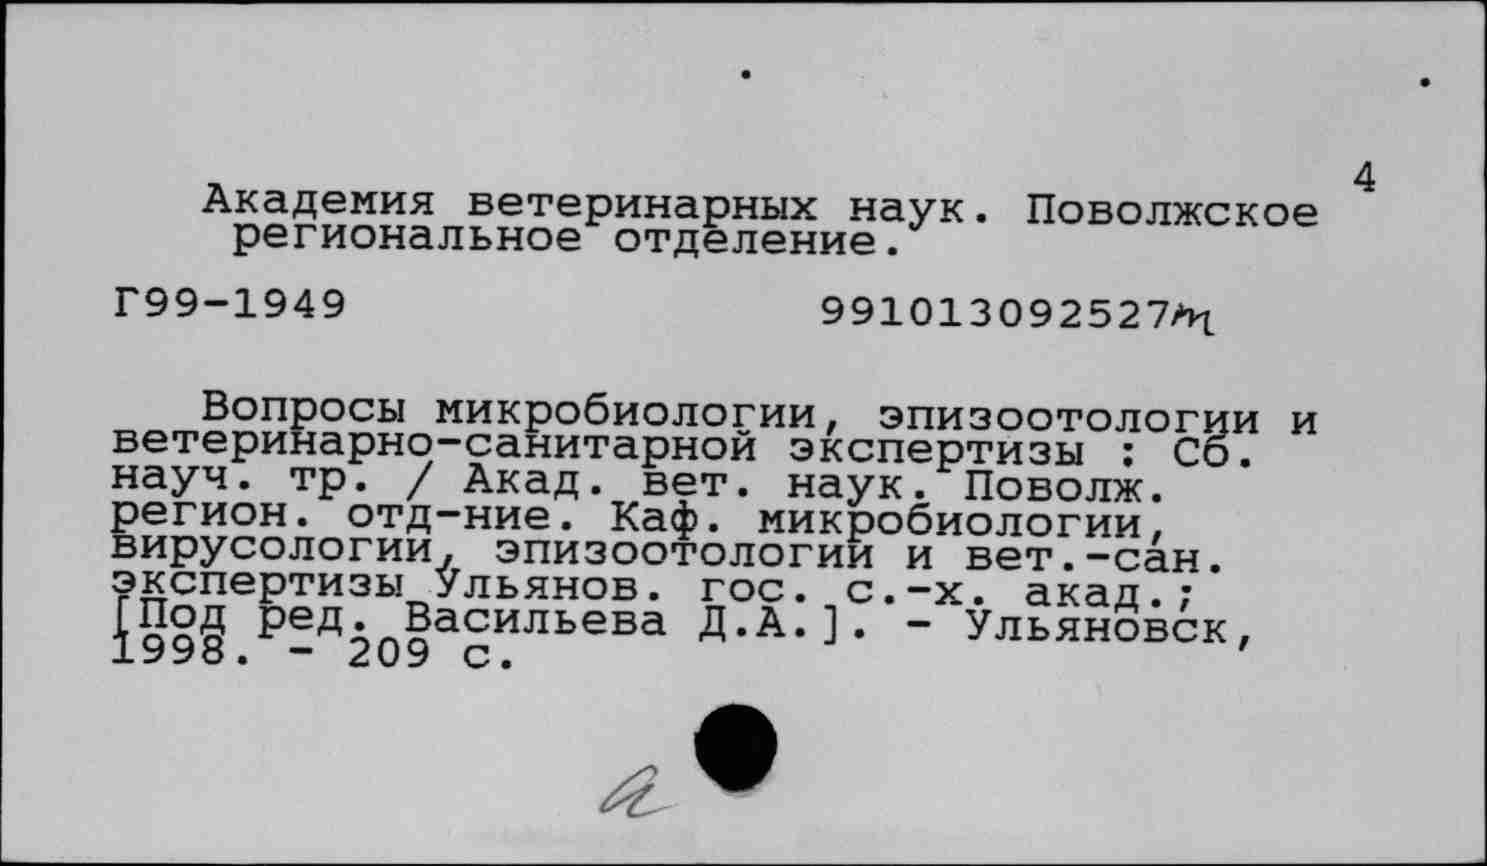 4
Академия ветеринарных наук. Поволжское
региональное отделение.
Г99-1949 991013092527
Вопросы микробиологии, эпизоотологии и
ветеринарно-санитарной экспертизы : Сб.
науч. тр. / Акад. вет. наук. Поволж.
регион. отд-ние. Каф. микробиологии,
вирусологии, эпизоотологии и вет.-сан.
экспертизы Ульянов. гос. с.-х. акад.;
[Под ред. Васильева Д.А.]. - Ульяновск,
1998. - 209 с.